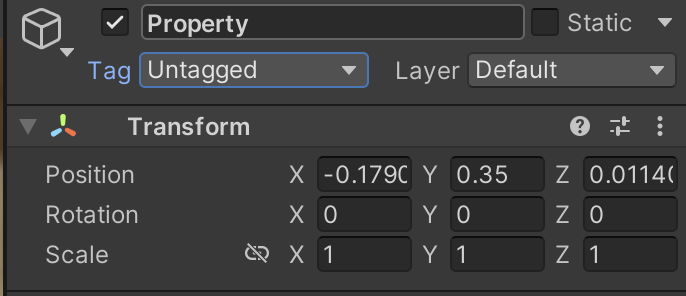 Property Static
Tag Untagged Layer Default
Transform
Position X -0.1790 Y 0.35 Z 0.01140
Rotation X 0 Y 0 Z 0
Scale X 1 Y 1 Z 1